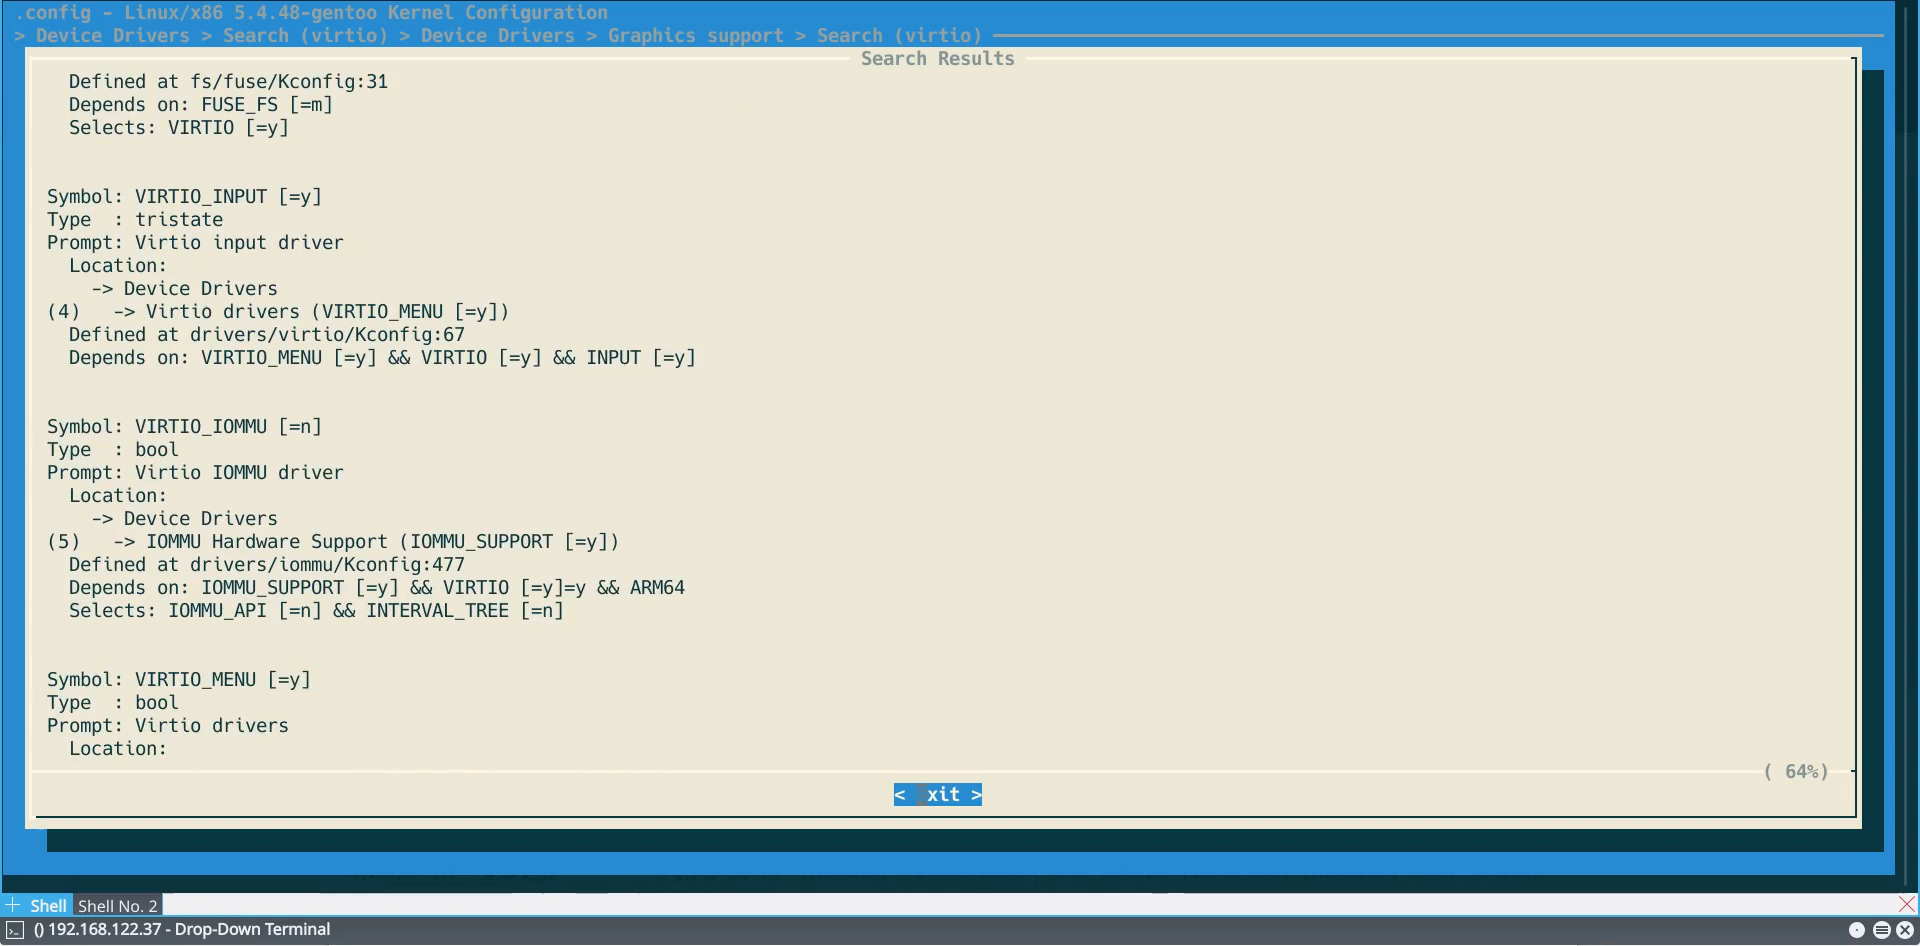 .config - Linux/x86 5.4.48-gentoo Kernel Configuration
> Device Drivers > Search (virtio) > Device Drivers > Graphics support > Search (virtio)
Search Results
Defined at fs/fuse/Kconfig:31
Depends on: FUSE_FS [=m]
Selects: VIRTIO [=y]
Symbol: VIRTIO_INPUT [=y]
Type  : tristate
Prompt: Virtio input driver
Location:
-> Device Drivers
(4)   -> Virtio drivers (VIRTIO_MENU [=y])
Defined at drivers/virtio/Kconfig:67
Depends on: VIRTIO_MENU [=y] && VIRTIO [=y] && INPUT [=y]
Symbol: VIRTIO_IOMMU [=n]
Type  : bool
Prompt: Virtio IOMMU driver
Location:
-> Device Drivers
(5)   -> IOMMU Hardware Support (IOMMU_SUPPORT [=y])
Defined at drivers/iommu/Kconfig:477
Depends on: IOMMU_SUPPORT [=y] && VIRTIO [=y]=y && ARM64
Selects: IOMMU_API [=n] && INTERVAL_TREE [=n]
Symbol: VIRTIO_MENU [=y]
Type  : bool
Prompt: Virtio drivers
Location:
( 64%)
< xit >
Shell
Shell No. 2
() 192.168.122.37 - Drop-Down Terminal